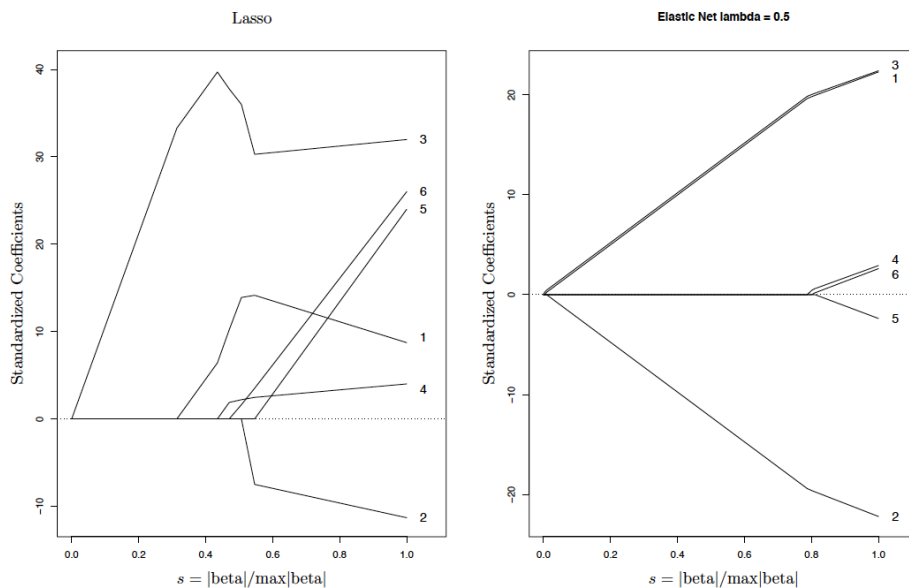 Lasso
Standardized Coefficients
40
30
20
10
0
−10
3
6
5
1
4
2
0.0 0.2 0.4 0.6 0.8 1.0
s = |beta|/max|beta|
Elastic Net lambda = 0.5
Standardized Coefficients
20
10
0
−10
−20
3
1
4
6
5
2
0.0 0.2 0.4 0.6 0.8 1.0
s = |beta|/max|beta|